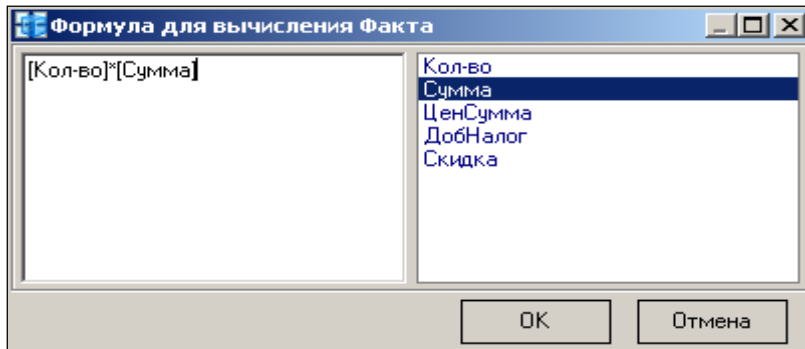 Формула для вычисления Факта
[Кол-во]*[Сумма]
Кол-во
Сумма
ЦенСумма
ДобНалог
Скидка
OK
Отмена